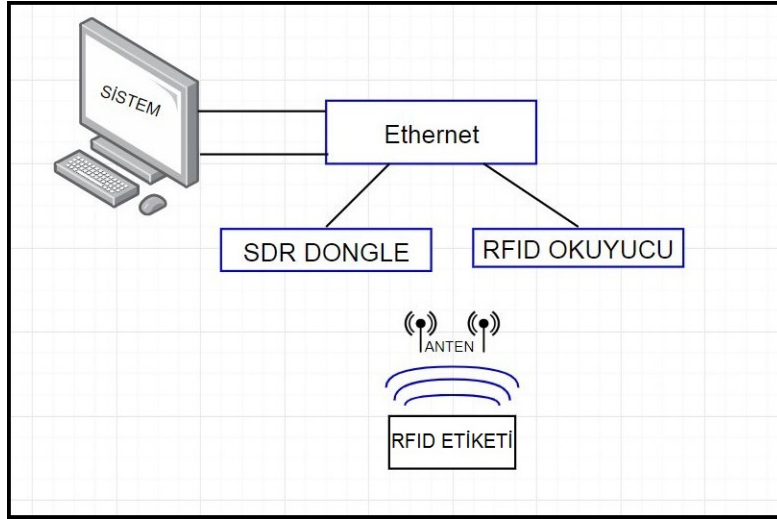 SİSTEM
Ethernet
SDR DONGLE
RFID OKUYUCU
ANTEN
RFID ETİKETİ